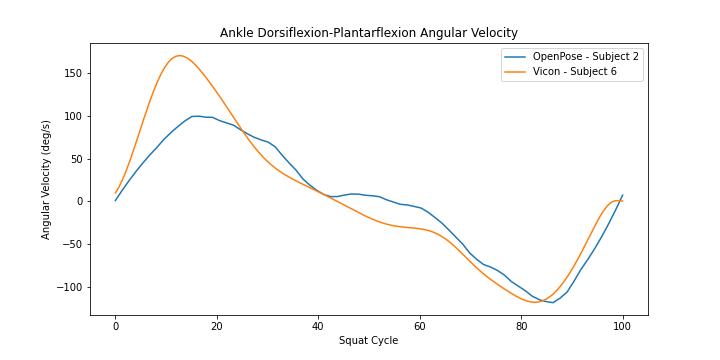 Ankle Dorsiflexion-Plantarflexion Angular Velocity
OpenPose - Subject 2
Vicon - Subject 6
150
100
50
0
−50
−100
Angular Velocity (deg/s)
0 20 40 60 80 100
Squat Cycle